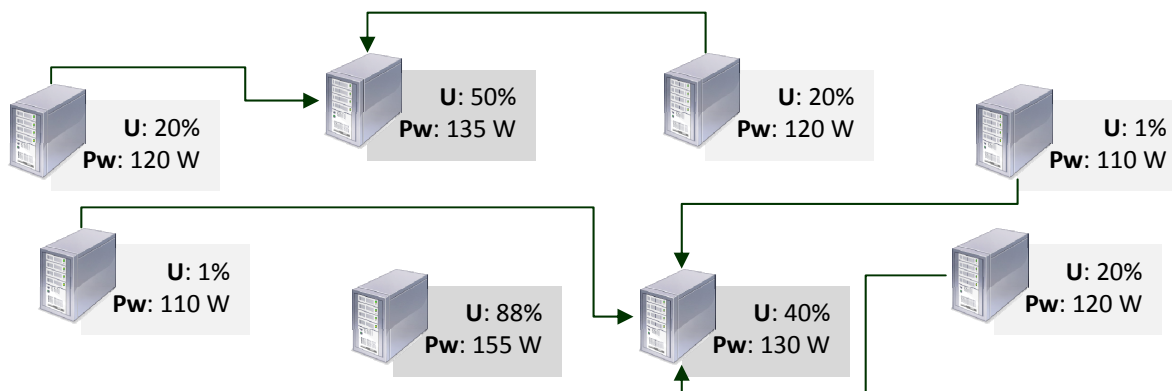 U: 50%
Pw: 135 W
U: 20%
Pw: 120 W
U: 20%
Pw: 120 W
U: 1%
Pw: 110 W
U: 1%
Pw: 110 W
U: 88%
Pw: 155 W
U: 40%
Pw: 130 W
U: 20%
Pw: 120 W